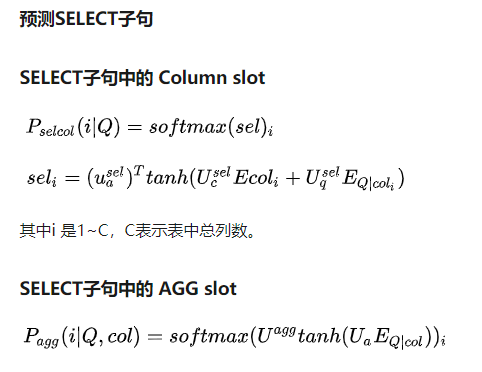 预测SELECT子句
SELECT子句中的 Column slot
P_{selcol}(i|Q) = softmax(sel)_i
sel_i = (u_a^{sel})^T tanh(U_c^{sel} Ecol_i + U_q^{sel} E_{Q|col_i})
其中i 是1~C，C表示表中总列数。
SELECT子句中的 AGG slot
P_{agg}(i|Q, col) = softmax(U^{agg} tanh(U_a E_{Q|col}))_i